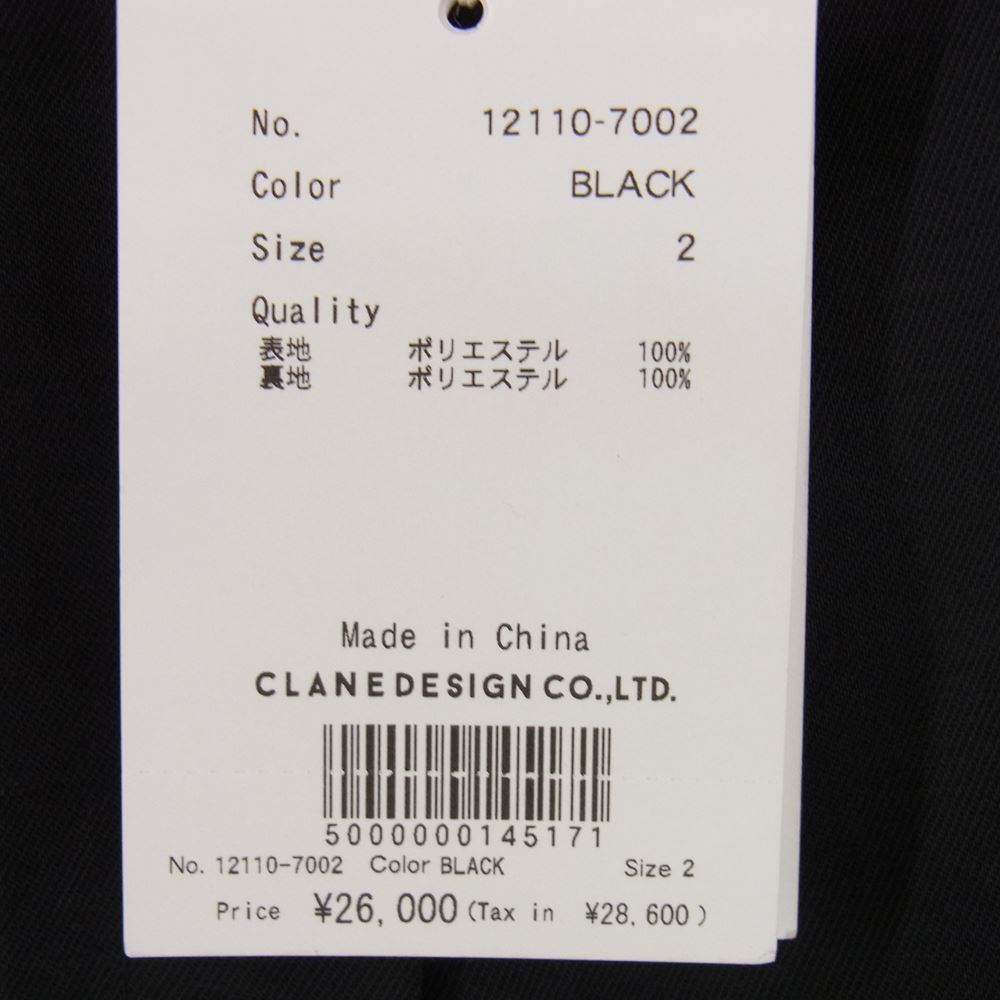 No. 12110-7002
Color BLACK
Size 2
Quality
表地 ポリエステル 100%
裏地 ポリエステル 100%
Made in China
CLANEDESIGN CO.,LTD.
5000000145171
No. 12110-7002 Color BLACK Size 2
Price ¥26,000 (Tax in ¥28,600)